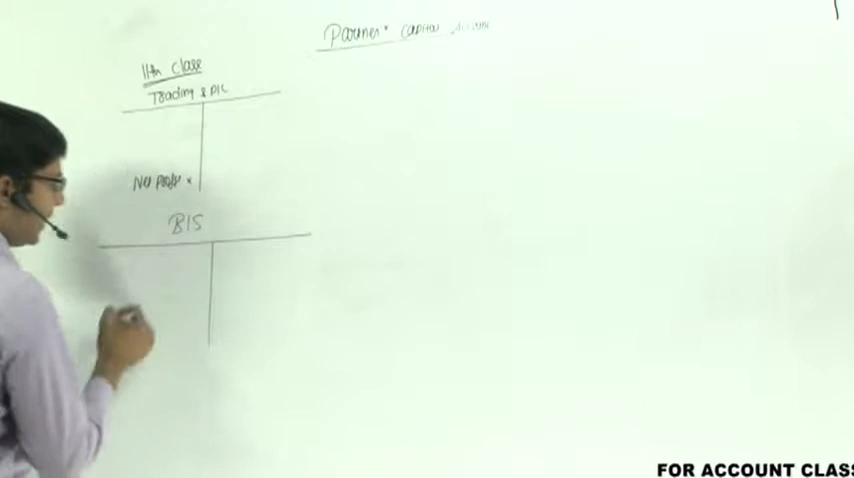 Partner's Capital Account
11th Class
Trading & P/L
Net Profit x
B/S
FOR ACCOUNT CLASS